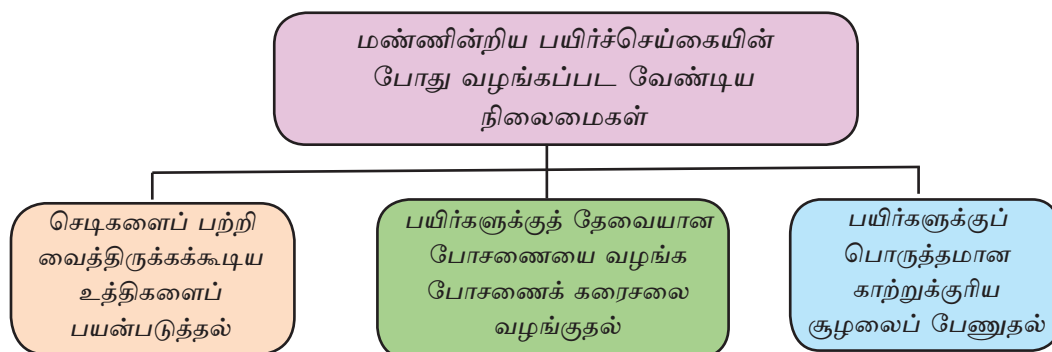 மண்ணின்றிய பயிர்ச்செய்கையின்
போது வழங்கப்பட வேண்டிய
நிலைமைகள்
செடிகளைப் பற்றி
வைத்திருக்கக்கூடிய
உத்திகளைப்
பயன்படுத்தல்
பயிர்களுக்குத் தேவையான
போசணையை வழங்க
போசணைக் கரைசலை
வழங்குதல்
பயிர்களுக்குப்
பொருத்தமான
காற்றுக்குரிய
சூழலைப் பேணுதல்